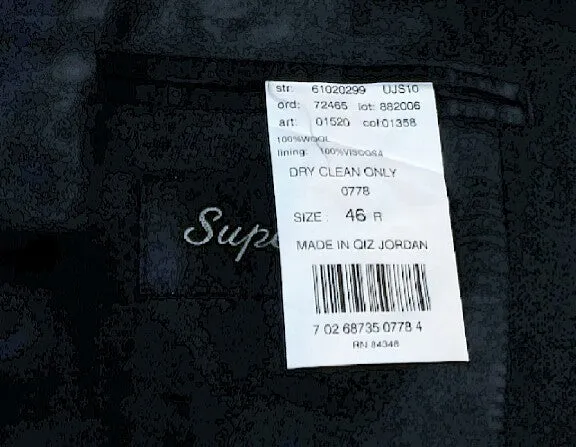 str: 61020299 UJS10
ord: 72465 lot: 882006
art: 01520 col:01358
100%WOOL
lining: 100%VISCOSA
DRY CLEAN ONLY
0778
SIZE : 46 R
Supe
MADE IN QIZ JORDAN
7 02 68735 0778 4
RN 84348